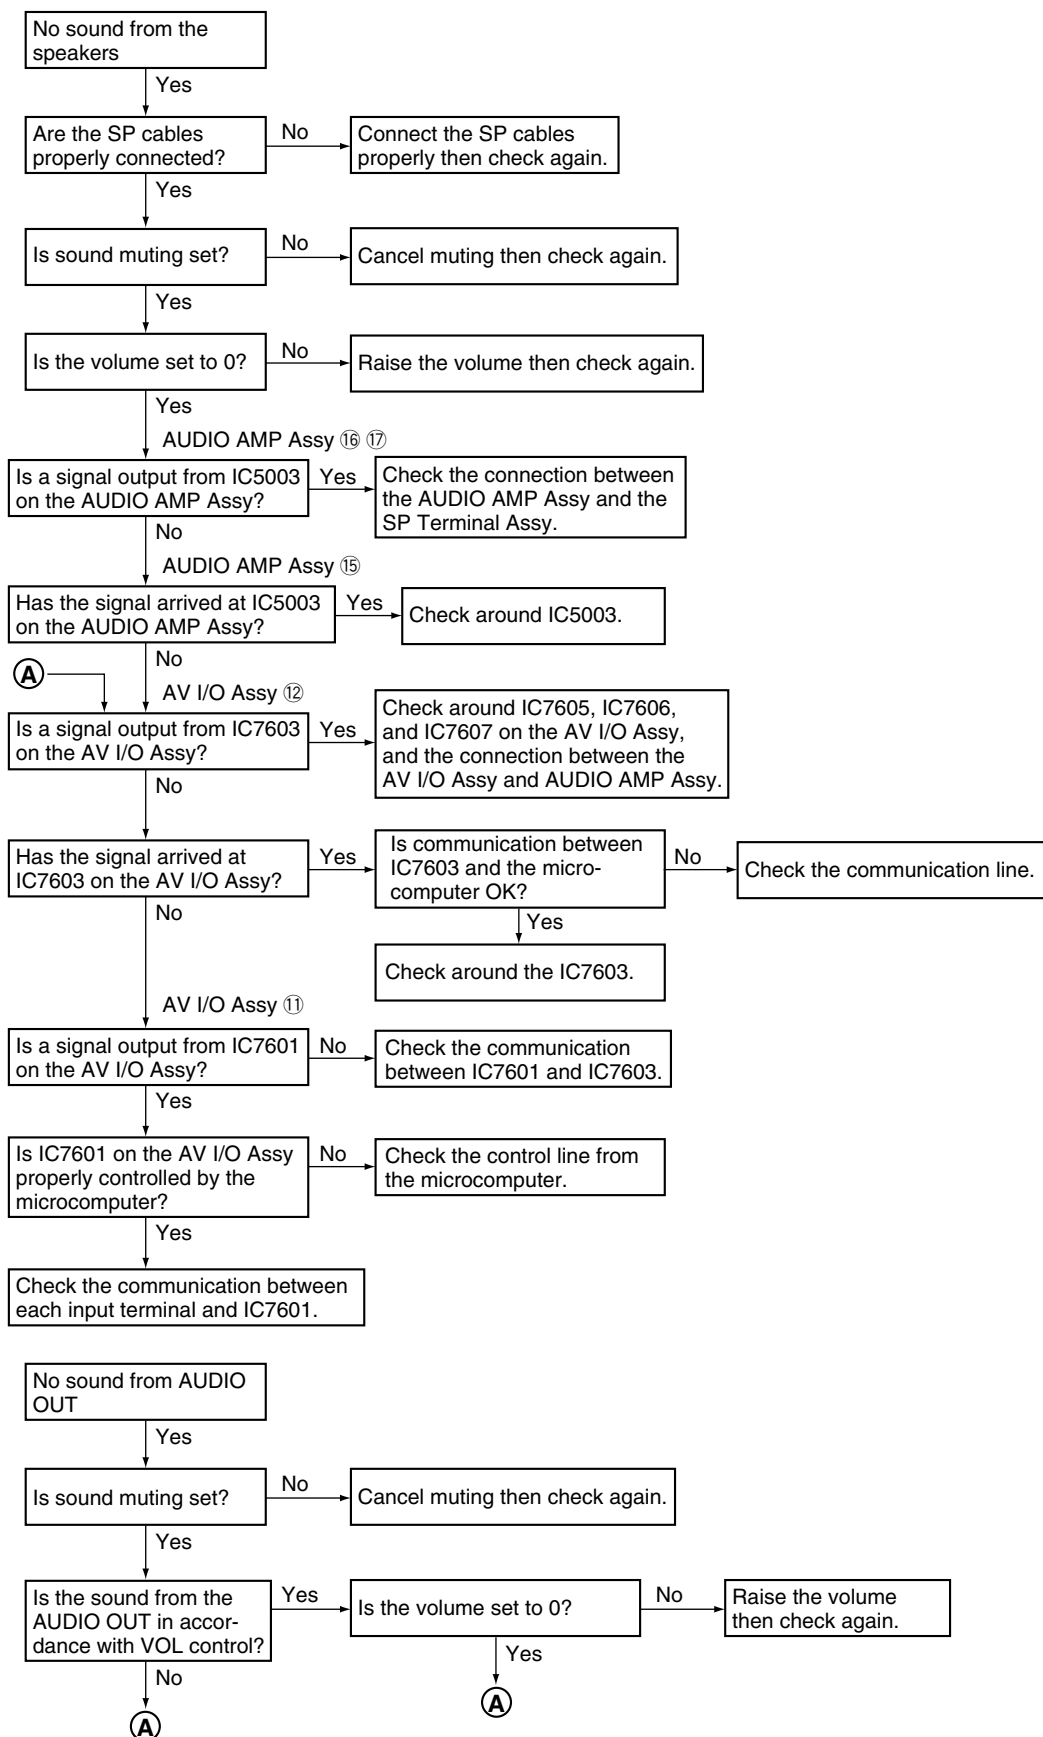 No sound from the
speakers
Yes
Are the SP cables
properly connected?
No
Connect the SP cables
properly then check again.
Yes
Is sound muting set?
No
Cancel muting then check again.
Yes
Is the volume set to 0?
No
Raise the volume then check again.
Yes
AUDIO AMP Assy ⑯ ⑰
Is a signal output from IC5003
on the AUDIO AMP Assy?
Yes
Check the connection between
the AUDIO AMP Assy and the
SP Terminal Assy.
No
AUDIO AMP Assy ⑮
Has the signal arrived at IC5003
on the AUDIO AMP Assy?
Yes
Check around IC5003.
No
A
AV I/O Assy ⑫
Is a signal output from IC7603
on the AV I/O Assy?
Yes
Check around IC7605, IC7606,
and IC7607 on the AV I/O Assy,
and the connection between the
AV I/O Assy and AUDIO AMP Assy.
No
Has the signal arrived at
IC7603 on the AV I/O Assy?
Yes
Is communication between
IC7603 and the micro-
computer OK?
No
Check the communication line.
No
Yes
Check around the IC7603.
AV I/O Assy ⑪
Is a signal output from IC7601
on the AV I/O Assy?
No
Check the communication
between IC7601 and IC7603.
Yes
Is IC7601 on the AV I/O Assy
properly controlled by the
microcomputer?
No
Check the control line from
the microcomputer.
Yes
Check the communication between
each input terminal and IC7601.
No sound from AUDIO
OUT
Yes
Is sound muting set?
No
Cancel muting then check again.
Yes
Is the sound from the
AUDIO OUT in accor-
dance with VOL control?
Yes
Is the volume set to 0?
No
Raise the volume
then check again.
No
Yes
A
A